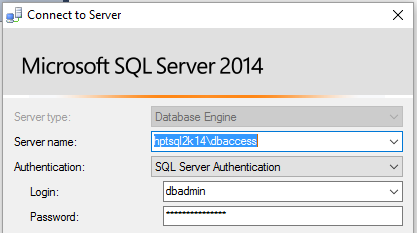 Connect to Server
Microsoft SQL Server 2014
Server type: Database Engine
Server name: hptsql2k14\dbaccess
Authentication: SQL Server Authentication
Login: dbadmin
Password: ***************